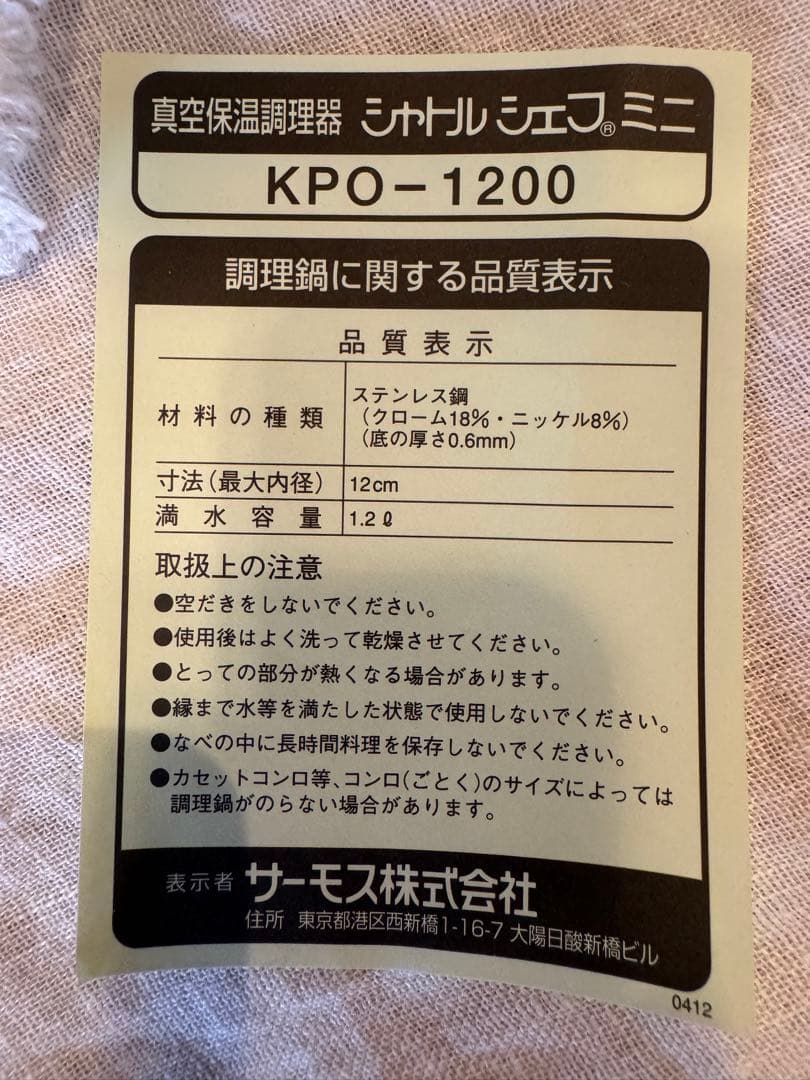 真空保温調理器 シャトルシェフ®ミニ
KPO-1200
調理鍋に関する品質表示
品質表示
材料の種類 ステンレス鋼
（クローム18%・ニッケル8%）
（底の厚さ0.6mm）
寸法（最大内径） 12cm
満水容量 1.2ℓ
取扱上の注意
●空だきをしないでください。
●使用後はよく洗って乾燥させてください。
●とっての部分が熱くなる場合があります。
●縁まで水等を満たした状態で使用しないでください。
●なべの中に長時間料理を保存しないでください。
●カセットコンロ等、コンロ（ごとく）のサイズによっては
調理鍋がのらない場合があります。
表示者 サーモス株式会社
住所 東京都港区西新橋1-16-7 大陽日酸新橋ビル
0412